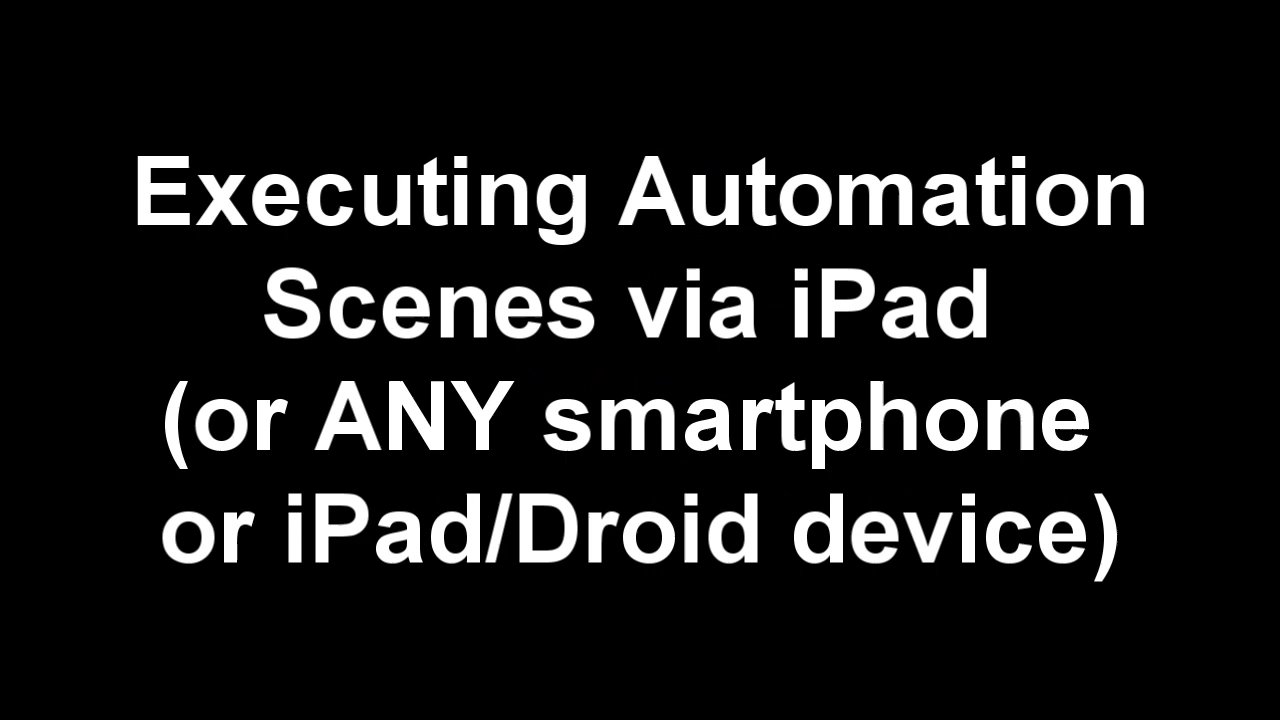 Executing Automation
Scenes via iPad
(or ANY smartphone
or iPad/Droid device)